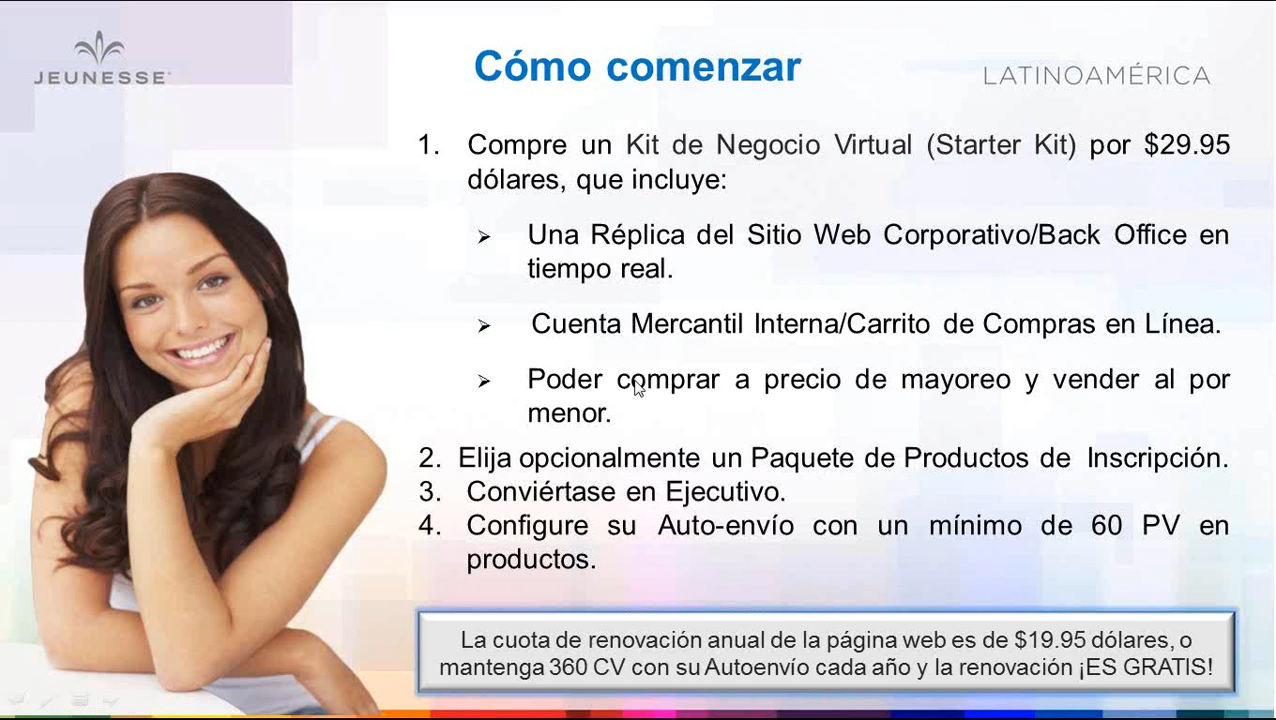 JEUNESSE
Cómo comenzar
LATINOAMÉRICA
1. Compre un Kit de Negocio Virtual (Starter Kit) por $29.95
dólares, que incluye:
Una Réplica del Sitio Web Corporativo/Back Office en
tiempo real.
Cuenta Mercantil Interna/Carrito de Compras en Línea.
Poder comprar a precio de mayoreo y vender al por
menor.
2. Elija opcionalmente un Paquete de Productos de Inscripción.
3. Conviértase en Ejecutivo.
4. Configure su Auto-envío con un mínimo de 60 PV en
productos.
La cuota de renovación anual de la página web es de $19.95 dólares, o
mantenga 360 CV con su Autoenvío cada año y la renovación ¡ES GRATIS!